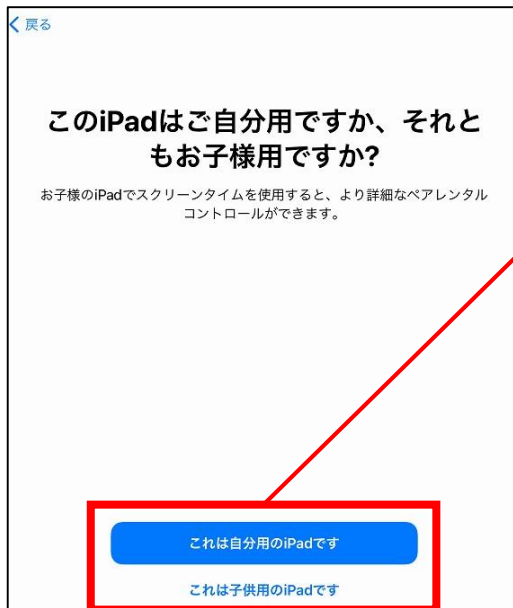 戻る
このiPadはご自分用ですか、それと
もお子様用ですか?
お子様のiPadでスクリーンタイムを使用すると、より詳細なペアレンタル
コントロールができます。
これは自分用のiPadです
これは子供用のiPadです